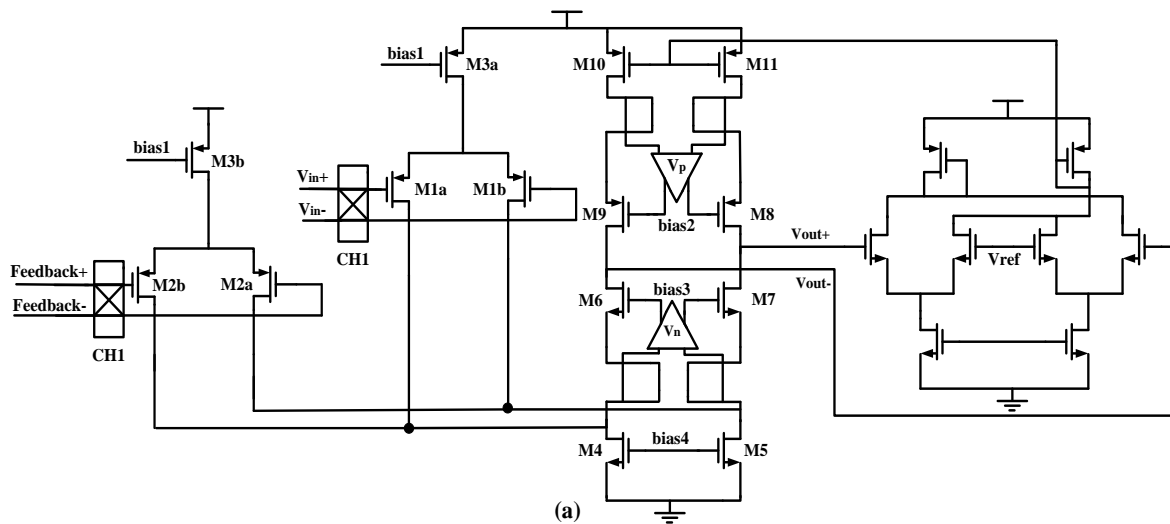 bias1
M3a
M10
M11
bias1
M3b
Vp
Vin+
M1a
M1b
Vin-
M9
bias2
M8
CH1
Vout+
Vref
Feedback+
M2b
M2a
Vout-
bias3
Feedback-
M6
M7
Vn
CH1
M4
bias4
M5
(a)